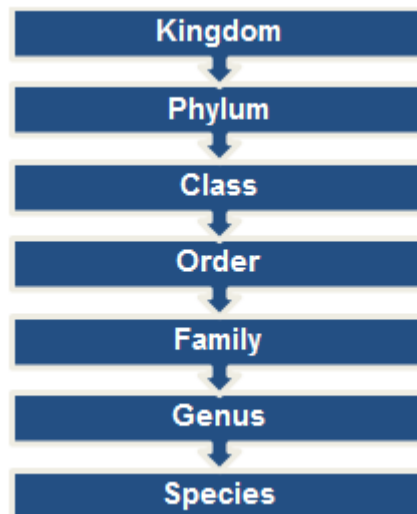 Kingdom
Phylum
Class
Order
Family
Genus
Species